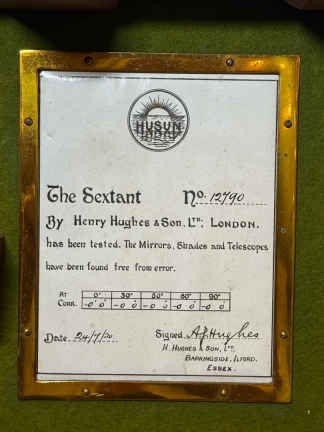 HUSUN
The Sextant No. 12790
By Henry Hughes & Son, LTD. LONDON.
has been tested. The Mirrors, Shades and Telescopes
have been found free from error.
AT 0° 30° 50° 60° 90°
CORR. -0' 0" -0' 0" -0' 0" -0' 0" -0' 0"
Date. 24/7/20
Signed. A J Hughes
H. HUGHES & SON, LTD.
BARKINGSIDE, ILFORD.
ESSEX.